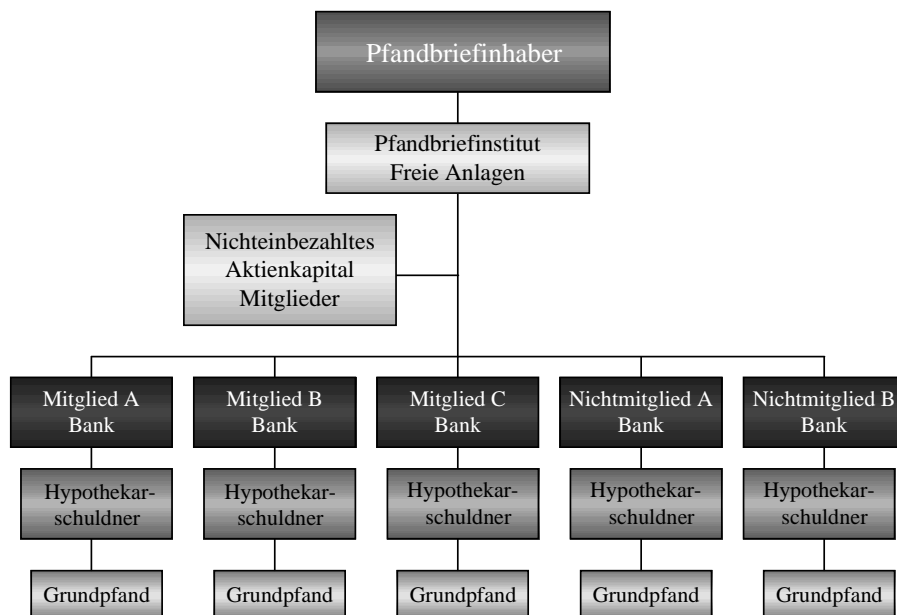 Pfandbriefinhaber
Pfandbriefinstitut
Freie Anlagen
Nichteinbezahltes
Aktienkapital
Mitglieder
Mitglied A
Bank
Mitglied B
Bank
Mitglied C
Bank
Nichtmitglied A
Bank
Nichtmitglied B
Bank
Hypothekar-
schuldner
Hypothekar-
schuldner
Hypothekar-
schuldner
Hypothekar-
schuldner
Hypothekar-
schuldner
Grundpfand
Grundpfand
Grundpfand
Grundpfand
Grundpfand